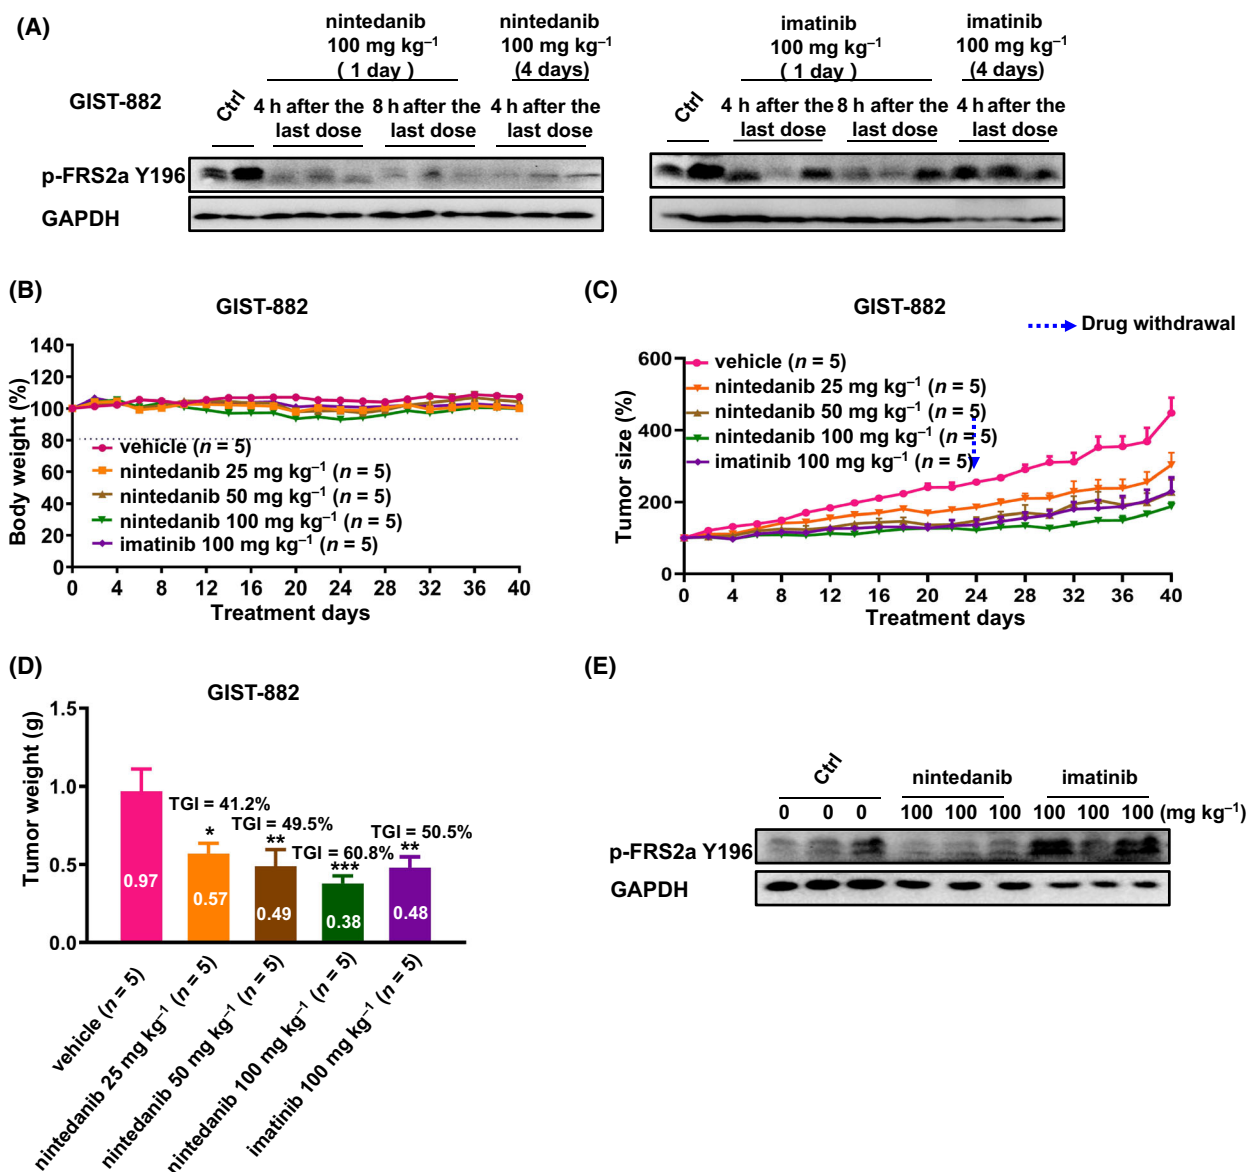 (A)
nintedanib
100 mg kg⁻¹
( 1 day )
nintedanib
100 mg kg⁻¹
(4 days)
imatinib
100 mg kg⁻¹
( 1 day )
imatinib
100 mg kg⁻¹
(4 days)
GIST-882
Ctrl
4 h after the
last dose
8 h after the
last dose
4 h after the
last dose
Ctrl
4 h after the
last dose
8 h after the
last dose
4 h after the
last dose
p-FRS2a Y196
GAPDH
(B)
GIST-882
Body weight (%)
140
120
100
80
60
40
20
0
vehicle (n = 5)
nintedanib 25 mg kg⁻¹ (n = 5)
nintedanib 50 mg kg⁻¹ (n = 5)
nintedanib 100 mg kg⁻¹ (n = 5)
imatinib 100 mg kg⁻¹ (n = 5)
0 4 8 12 16 20 24 28 32 36 40
Treatment days
(C)
GIST-882
Drug withdrawal
Tumor size (%)
600
400
200
0
vehicle (n = 5)
nintedanib 25 mg kg⁻¹ (n = 5)
nintedanib 50 mg kg⁻¹ (n = 5)
nintedanib 100 mg kg⁻¹ (n = 5)
imatinib 100 mg kg⁻¹ (n = 5)
0 4 8 12 16 20 24 28 32 36 40
Treatment days
(D)
GIST-882
Tumor weight (g)
1.5
1.0
0.5
0.0
TGI = 41.2%
*
TGI = 49.5%
**
TGI = 60.8%
***
TGI = 50.5%
**
0.97
0.57
0.49
0.38
0.48
vehicle (n = 5)
nintedanib 25 mg kg⁻¹ (n = 5)
nintedanib 50 mg kg⁻¹ (n = 5)
nintedanib 100 mg kg⁻¹ (n = 5)
imatinib 100 mg kg⁻¹ (n = 5)
(E)
Ctrl
nintedanib
imatinib
0 0 0 100 100 100 100 100 100 (mg kg⁻¹)
p-FRS2a Y196
GAPDH